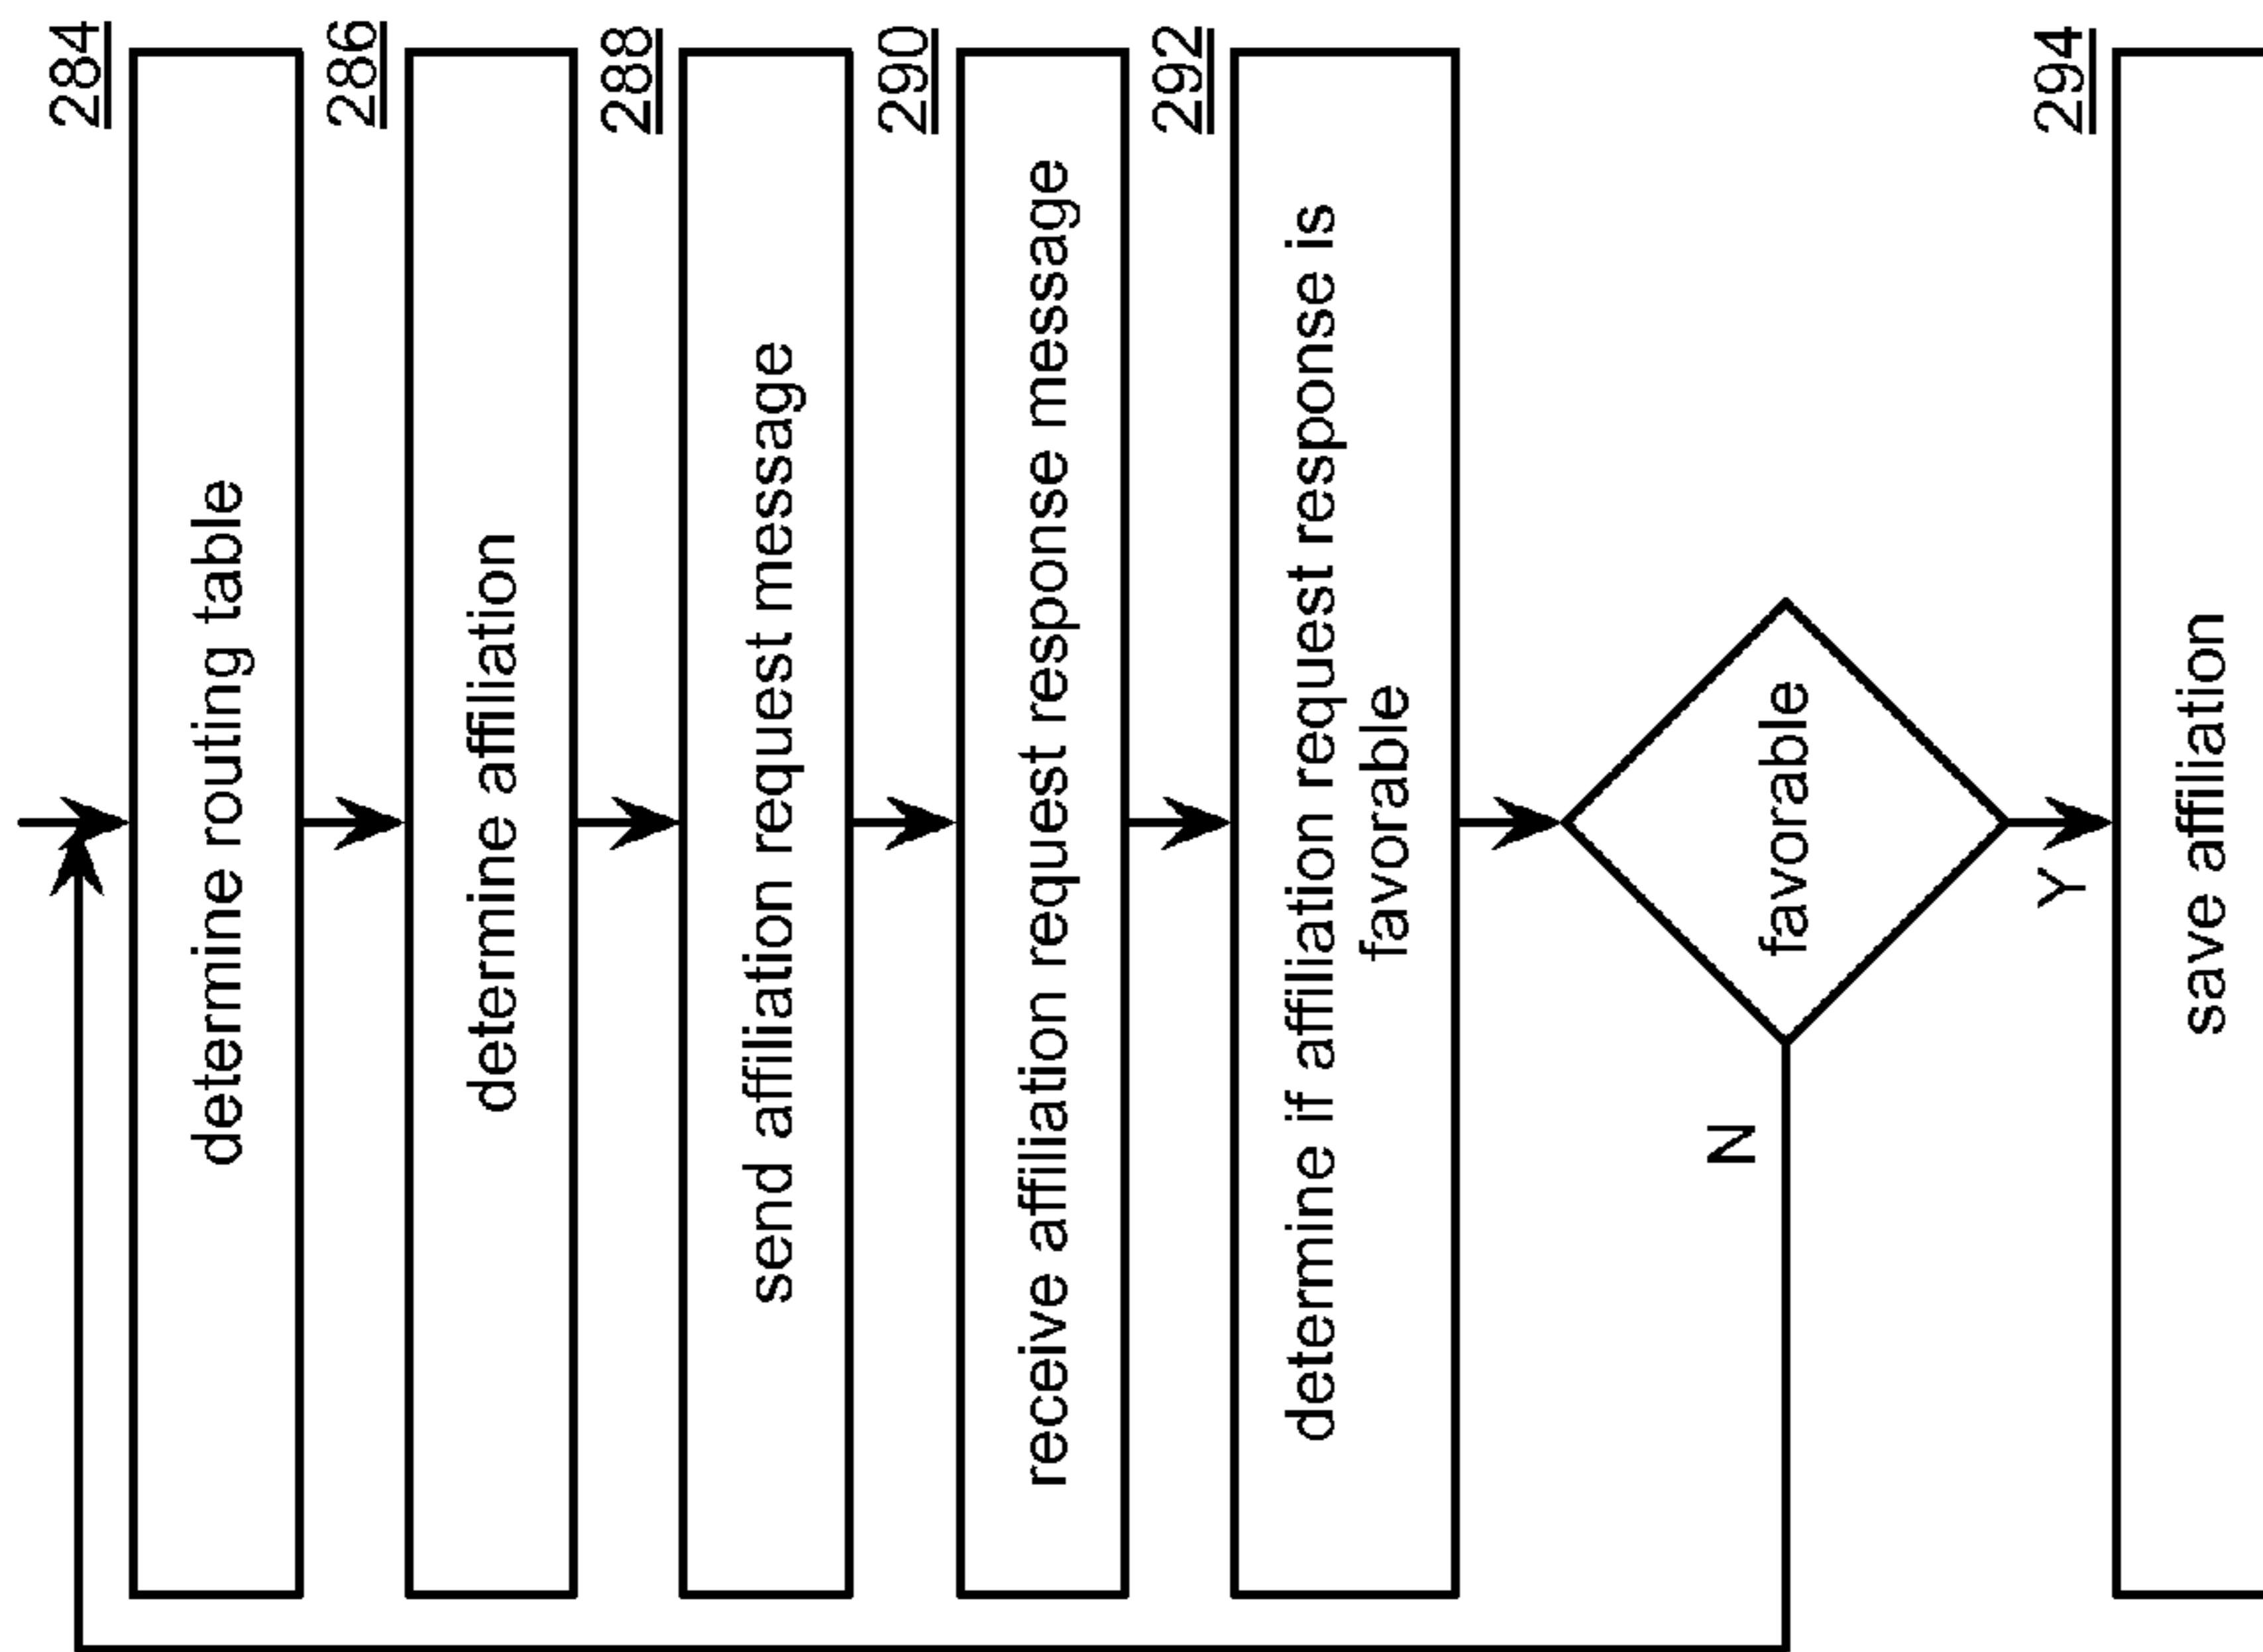 284
determine routing table
286
determine affiliation
288
send affiliation request message
290
receive affiliation request response message
292
determine if affiliation request response is
favorable
favorable
N
Y
294
save affiliation